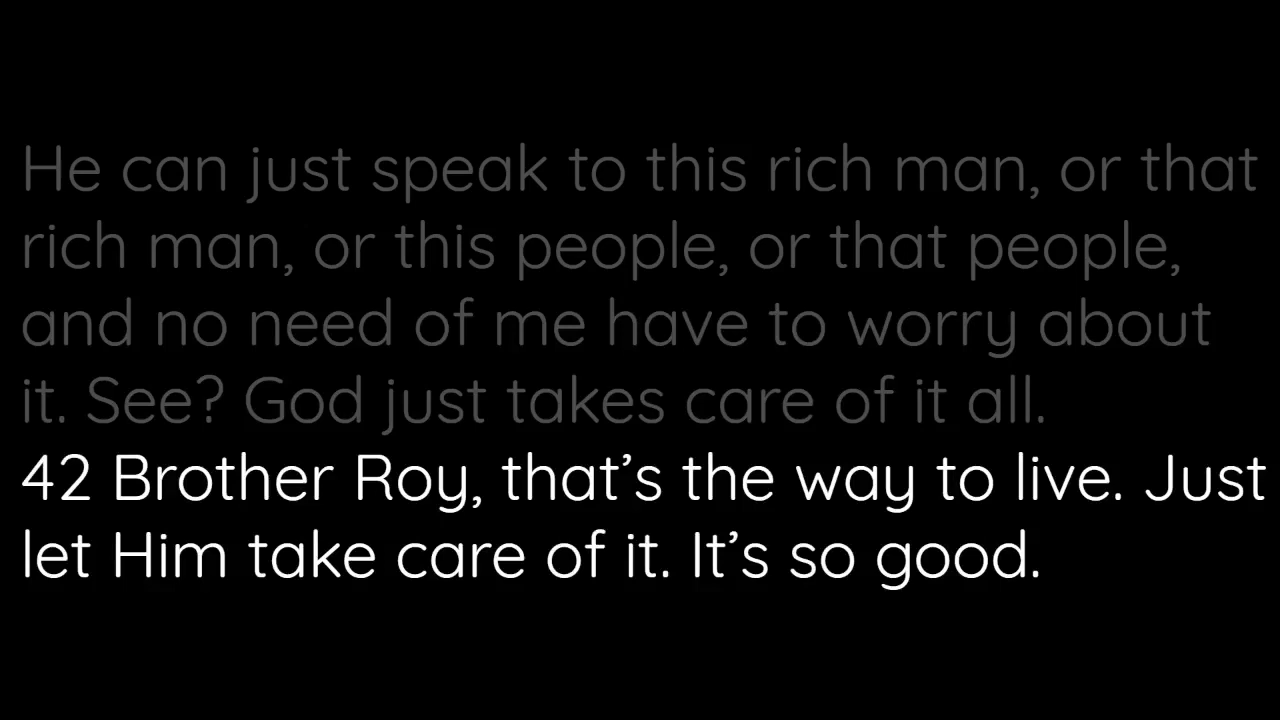 He can just speak to this rich man, or that
rich man, or this people, or that people,
and no need of me have to worry about
it. See? God just takes care of it all.
42 Brother Roy, that’s the way to live. Just
let Him take care of it. It’s so good.